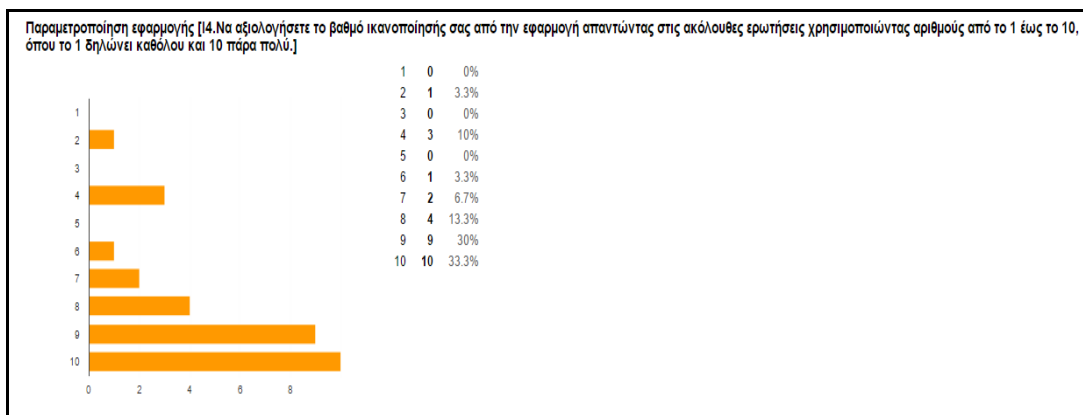 Παραμετροποίηση εφαρμογής [I4.Να αξιολογήσετε το βαθμό ικανοποίησής σας από την εφαρμογή απαντώντας στις ακόλουθες ερωτήσεις χρησιμοποιώντας αριθμούς από το 1 έως το 10,
όπου το 1 δηλώνει καθόλου και 10 πάρα πολύ.]
1 0 0%
2 1 3.3%
3 0 0%
4 3 10%
5 0 0%
6 1 3.3%
7 2 6.7%
8 4 13.3%
9 9 30%
10 10 33.3%
1
2
3
4
5
6
7
8
9
10
0 2 4 6 8